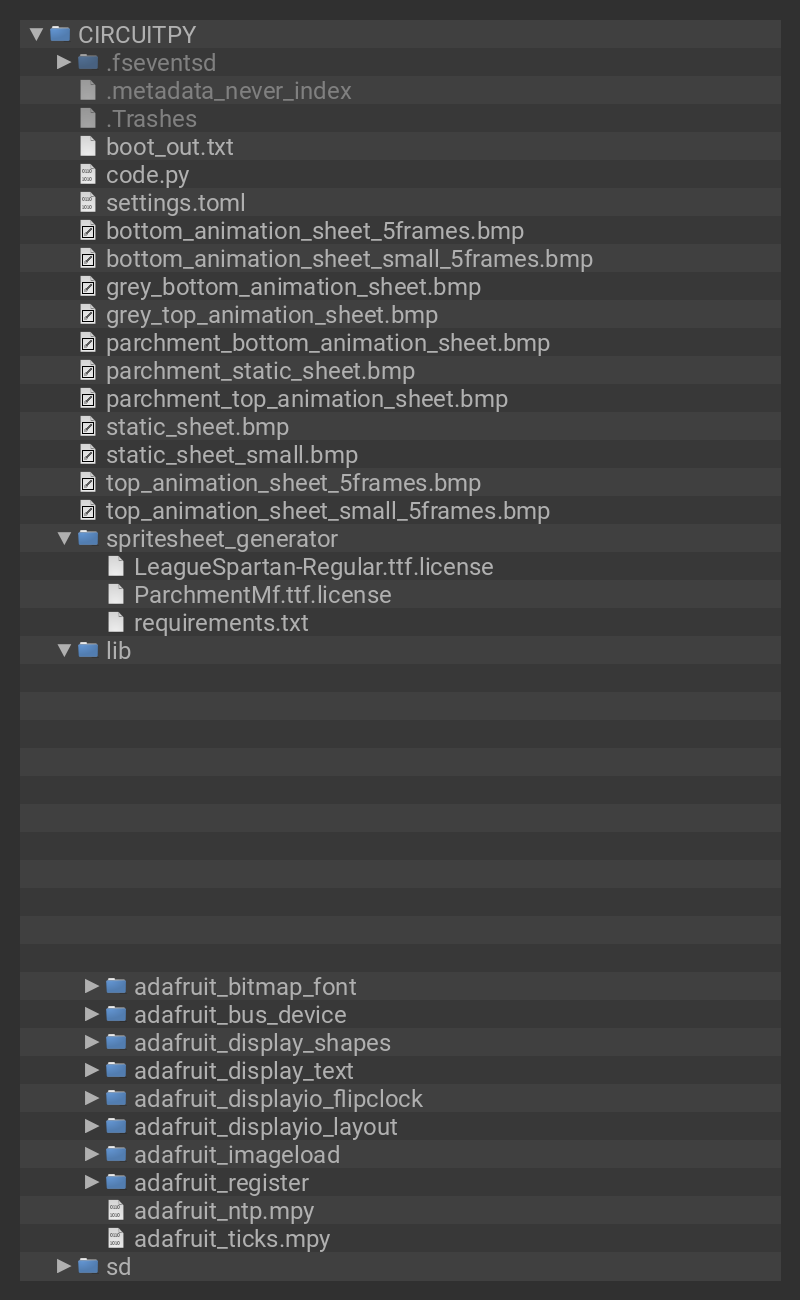 CIRCUITPY
.fseventsd
.metadata_never_index
.Trashes
boot_out.txt
code.py
settings.toml
bottom_animation_sheet_5frames.bmp
bottom_animation_sheet_small_5frames.bmp
grey_bottom_animation_sheet.bmp
grey_top_animation_sheet.bmp
parchment_bottom_animation_sheet.bmp
parchment_static_sheet.bmp
parchment_top_animation_sheet.bmp
static_sheet.bmp
static_sheet_small.bmp
top_animation_sheet_5frames.bmp
top_animation_sheet_small_5frames.bmp
spritesheet_generator
LeagueSpartan-Regular.ttf.license
ParchmentMf.ttf.license
requirements.txt
lib
adafruit_bitmap_font
adafruit_bus_device
adafruit_display_shapes
adafruit_display_text
adafruit_displayio_flipclock
adafruit_displayio_layout
adafruit_imageload
adafruit_register
adafruit_ntp.mpy
adafruit_ticks.mpy
sd